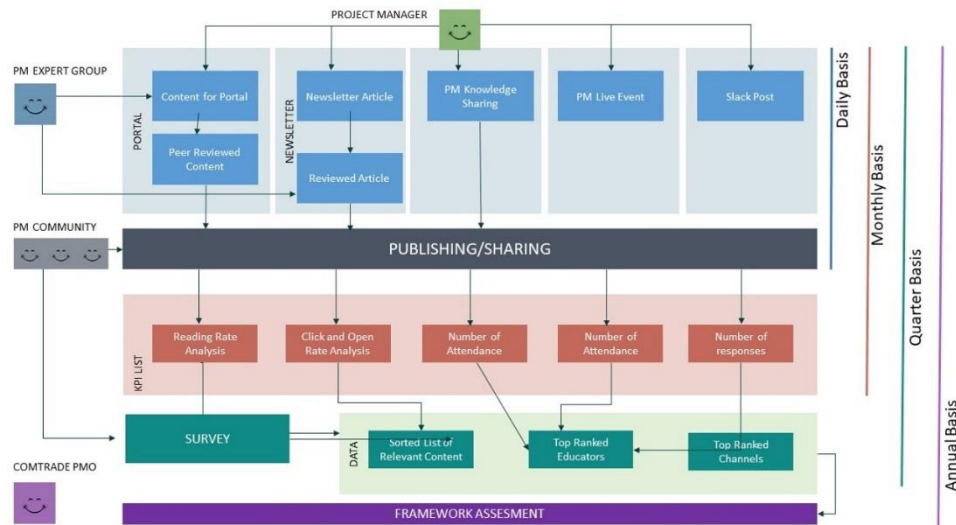 PROJECT MANAGER
PM EXPERT GROUP
PORTAL
Content for Portal
Peer Reviewed
Content
NEWSLETTER
Newsletter Article
Reviewed Article
PM Knowledge
Sharing
PM Live Event
Slack Post
Daily Basis
Monthly Basis
Quarter Basis
Annual Basis
PM COMMUNITY
PUBLISHING/SHARING
KPI LIST
Reading Rate
Analysis
Click and Open
Rate Analysis
Number of
Attendance
Number of
Attendance
Number of
responses
SURVEY
DATA
Sorted List of
Relevant Content
Top Ranked
Educators
Top Ranked
Channels
COMTRADE PMO
FRAMEWORK ASSESMENT